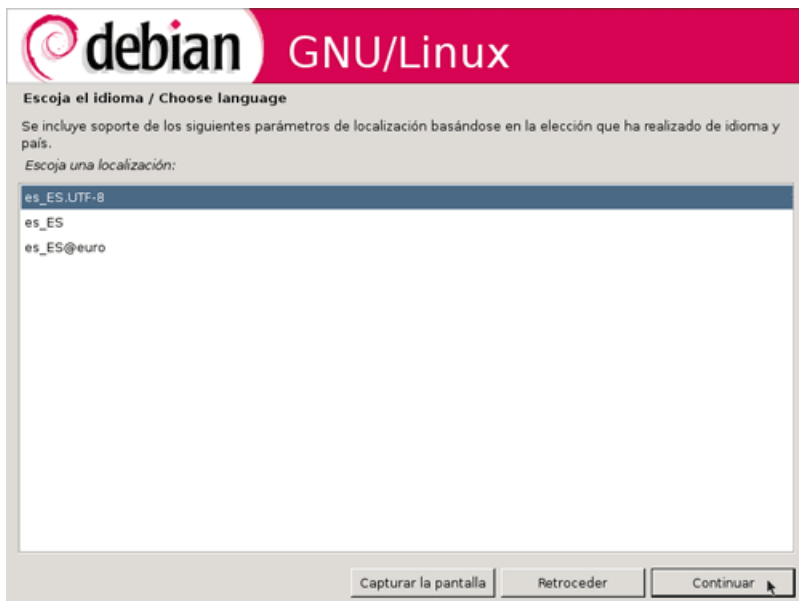 debian GNU/Linux
Escoja el idioma / Choose language
Se incluye soporte de los siguientes parámetros de localización basándose en la elección que ha realizado de idioma y
país.
Escoja una localización:
es_ES.UTF-8
es_ES
es_ES@euro
Capturar la pantalla Retroceder Continuar